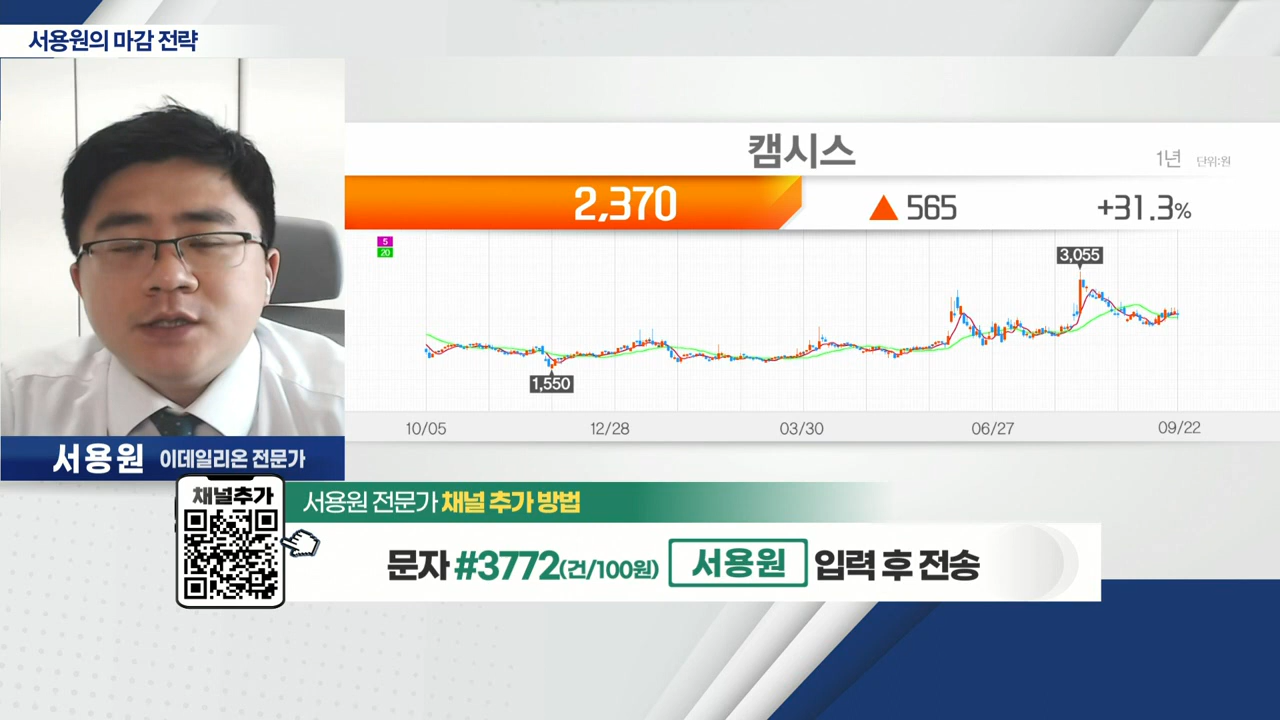 서용원의 마감 전략
캠시스
1년 단위:원
2,370 ▲ 565 +31.3%
5
20
3,055
1,550
10/05 12/28 03/30 06/27 09/22
서용원 이데일리온 전문가
채널추가
서용원 전문가 채널 추가 방법
문자 #3772(건/100원) 서용원 입력 후 전송